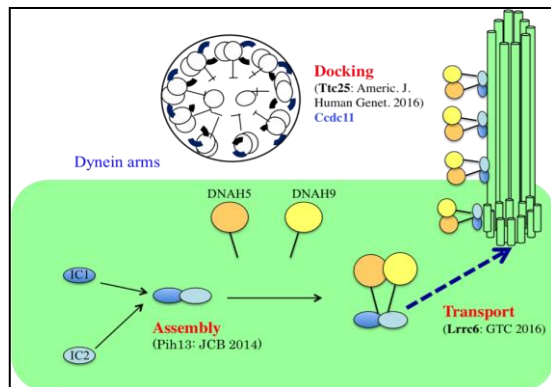 Docking
(Ttc25: Americ. J.
Human Genet. 2016)
Ccdc11
Dynein arms
DNAH5
DNAH9
IC1
IC2
Assembly
(Pih13: JCB 2014)
Transport
(Lrrc6: GTC 2016)